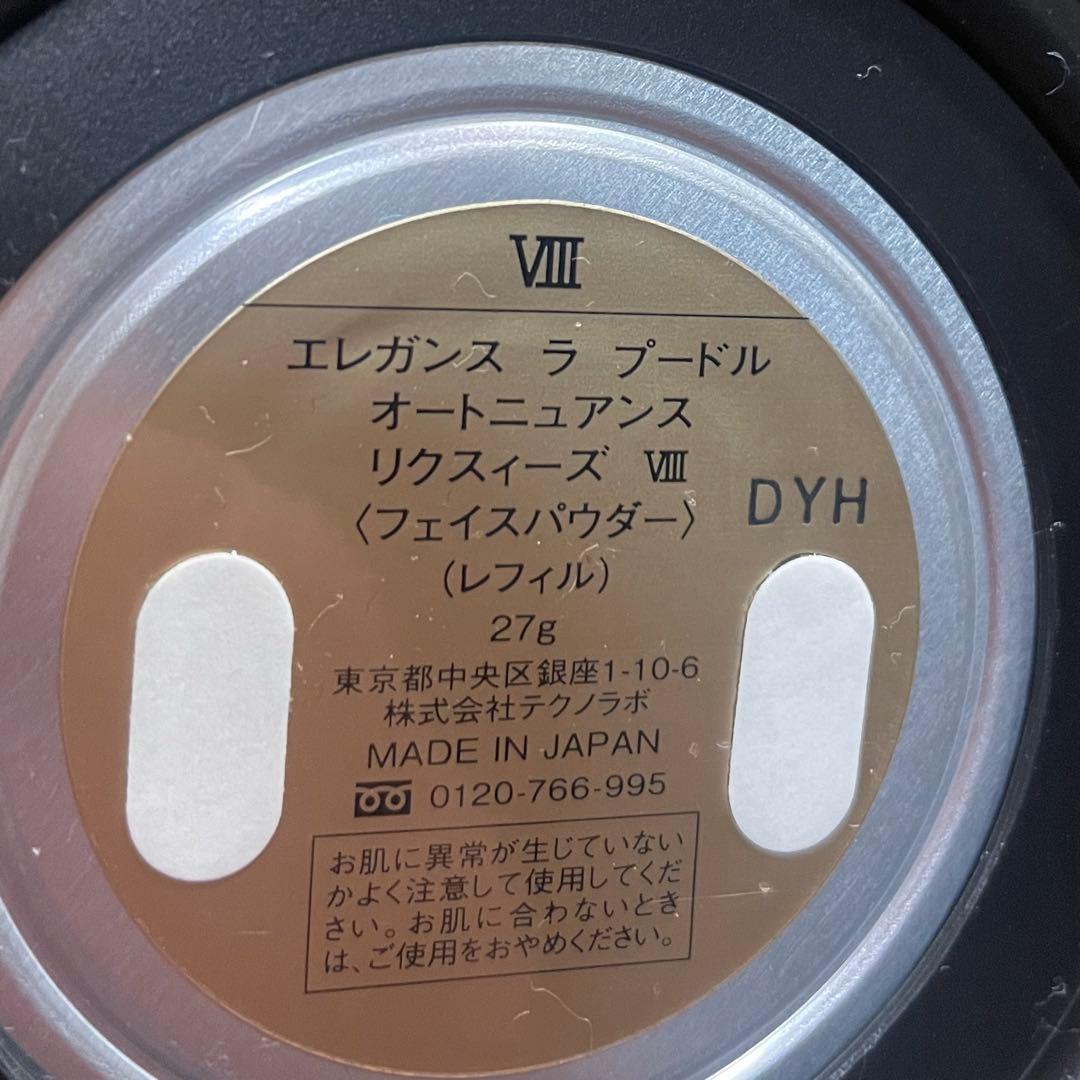 Ⅷ
エレガンス ラ プードル
オートニュアンス
リクスィーズ Ⅷ
〈フェイスパウダー〉
DYH
(レフィル)
27g
東京都中央区銀座1-10-6
株式会社テクノラボ
MADE IN JAPAN
0120-766-995
お肌に異常が生じていない
かよく注意して使用してくだ
さい。お肌に合わないとき
は、ご使用をおやめください。